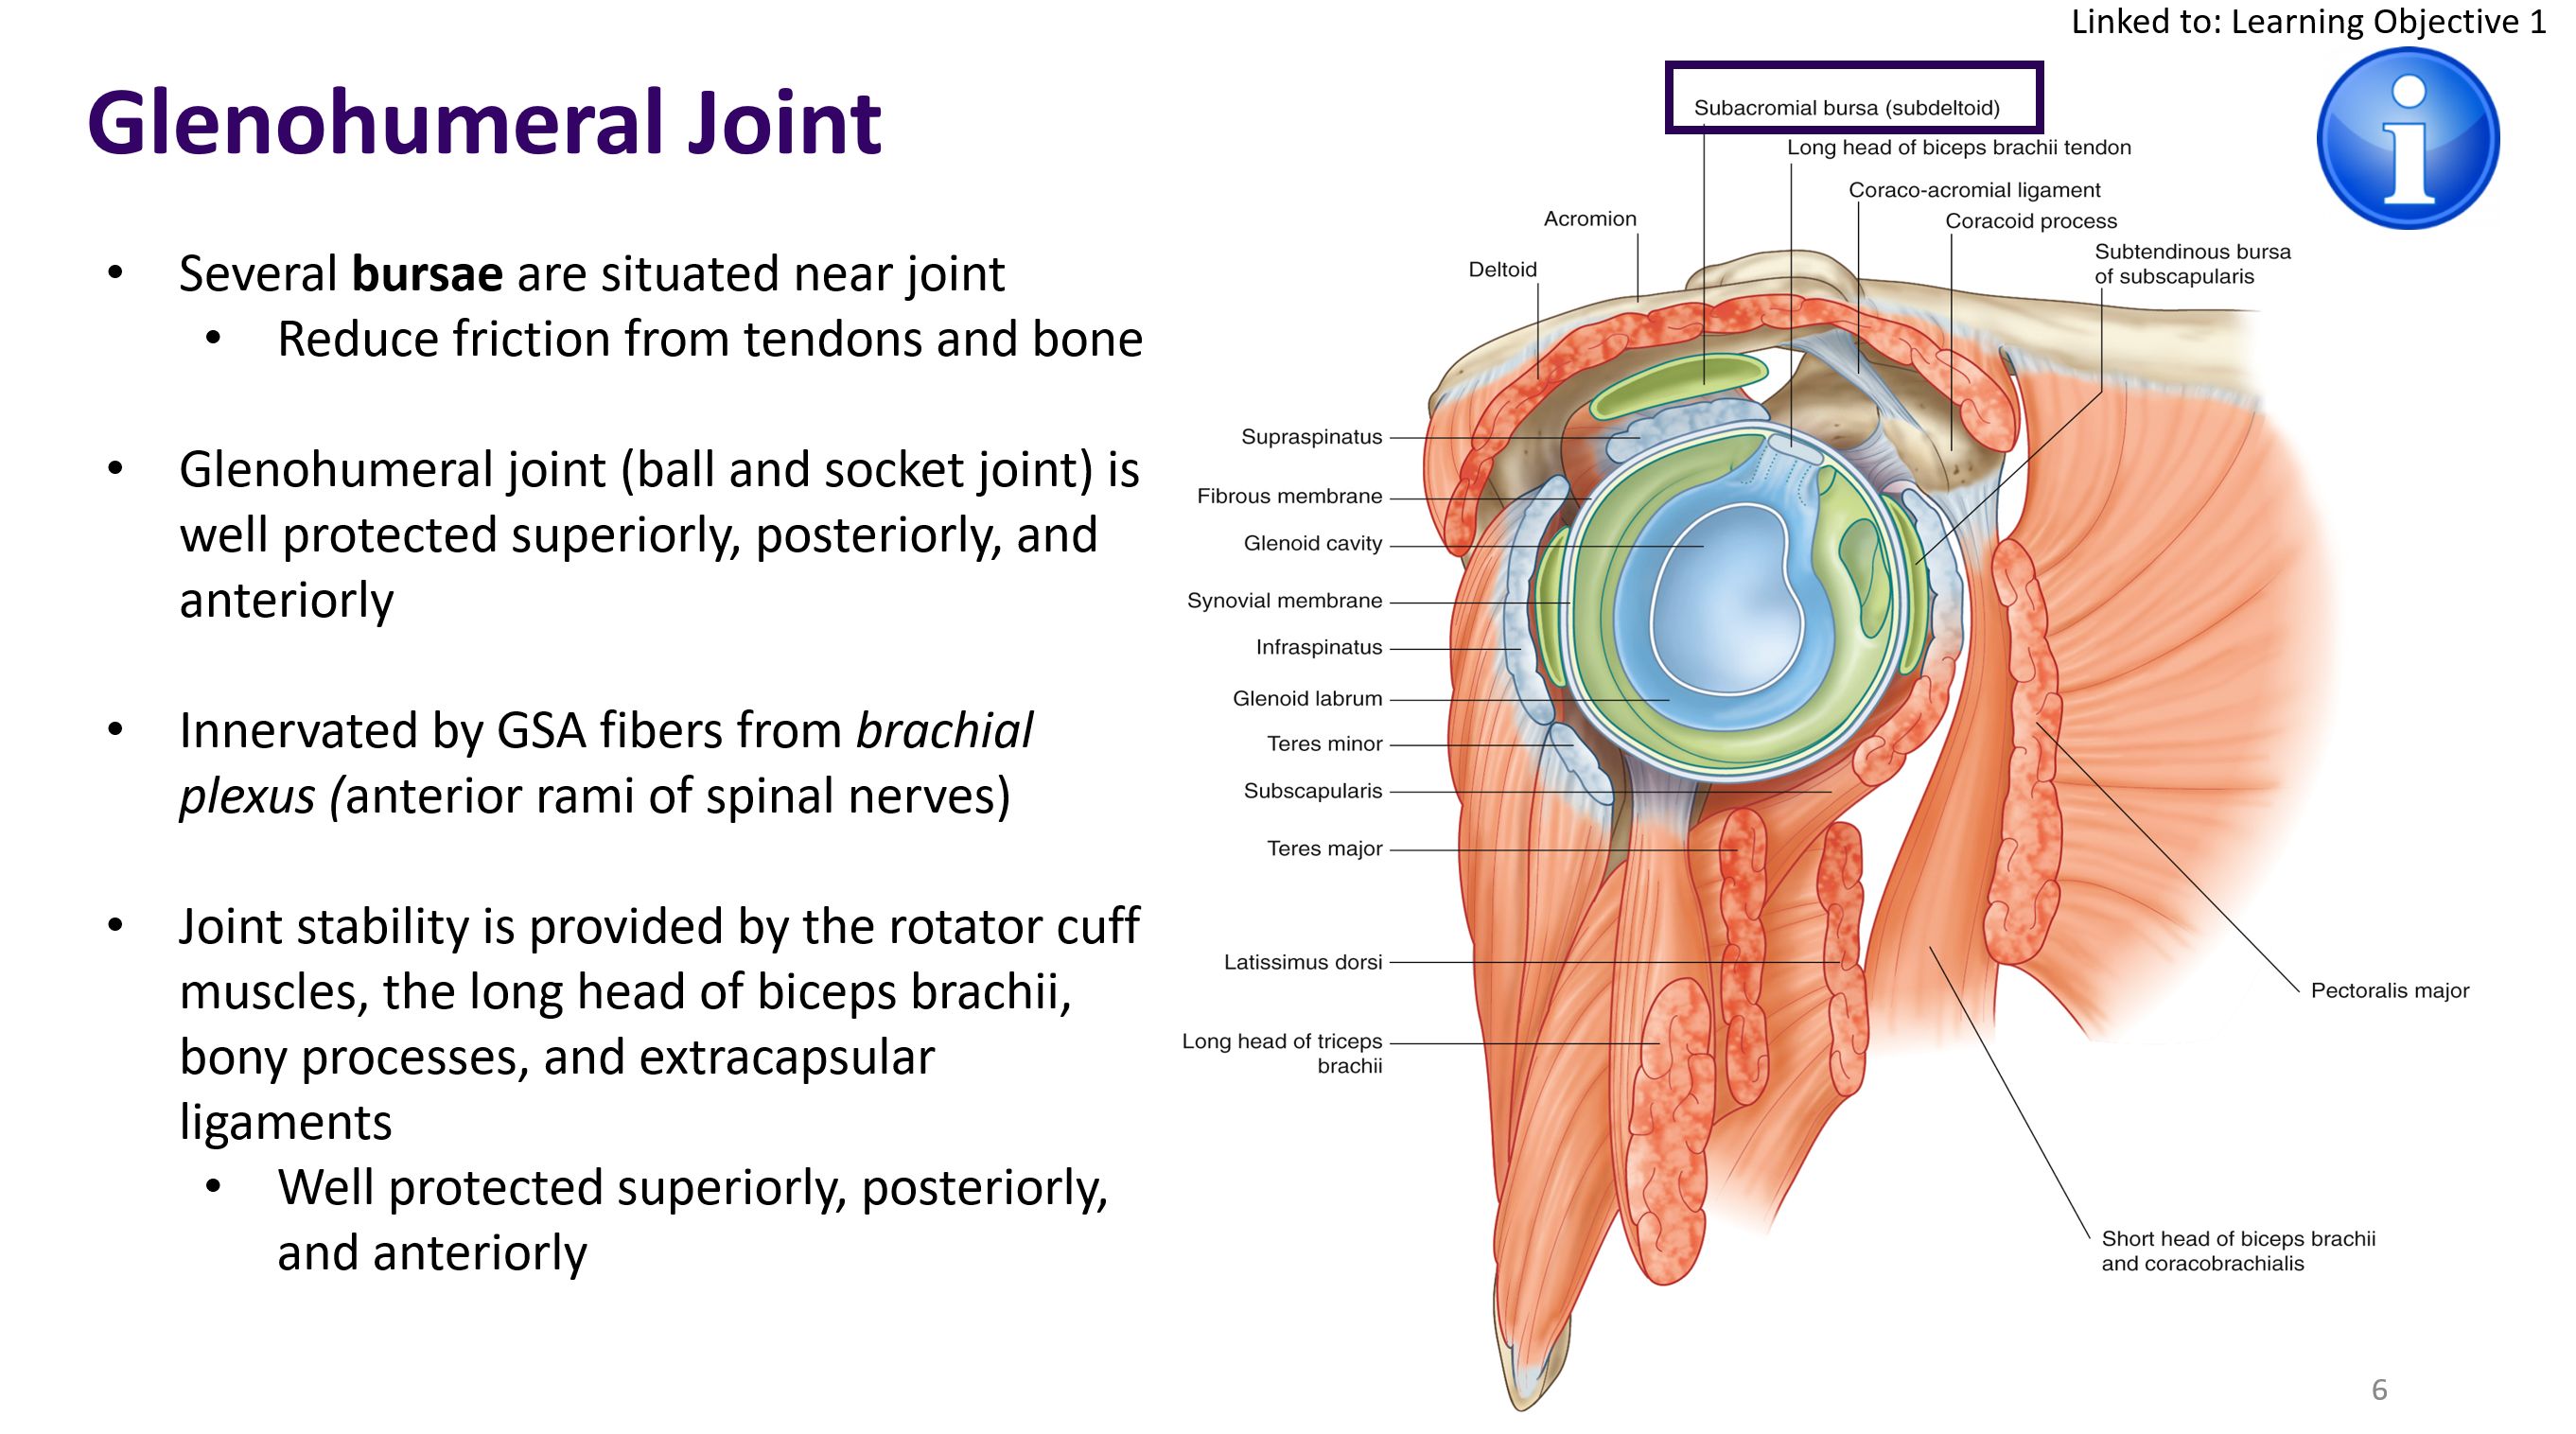 Linked to: Learning Objective 1
Glenohumeral Joint
• Several bursae are situated near joint
• Reduce friction from tendons and bone
• Glenohumeral joint (ball and socket joint) is
well protected superiorly, posteriorly, and
anteriorly
• Innervated by GSA fibers from brachial
plexus (anterior rami of spinal nerves)
• Joint stability is provided by the rotator cuff
muscles, the long head of biceps brachii,
bony processes, and extracapsular
ligaments
• Well protected superiorly, posteriorly,
and anteriorly
Subacromial bursa (subdeltoid)
Long head of biceps brachii tendon
Coraco-acromial ligament
Acromion
Coracoid process
Subtendinous bursa
of subscapularis
Deltoid
Supraspinatus
Fibrous membrane
Glenoid cavity
Synovial membrane
Infraspinatus
Glenoid labrum
Teres minor
Subscapularis
Teres major
Latissimus dorsi
Pectoralis major
Long head of triceps
brachii
Short head of biceps brachii
and coracobrachialis
i
6